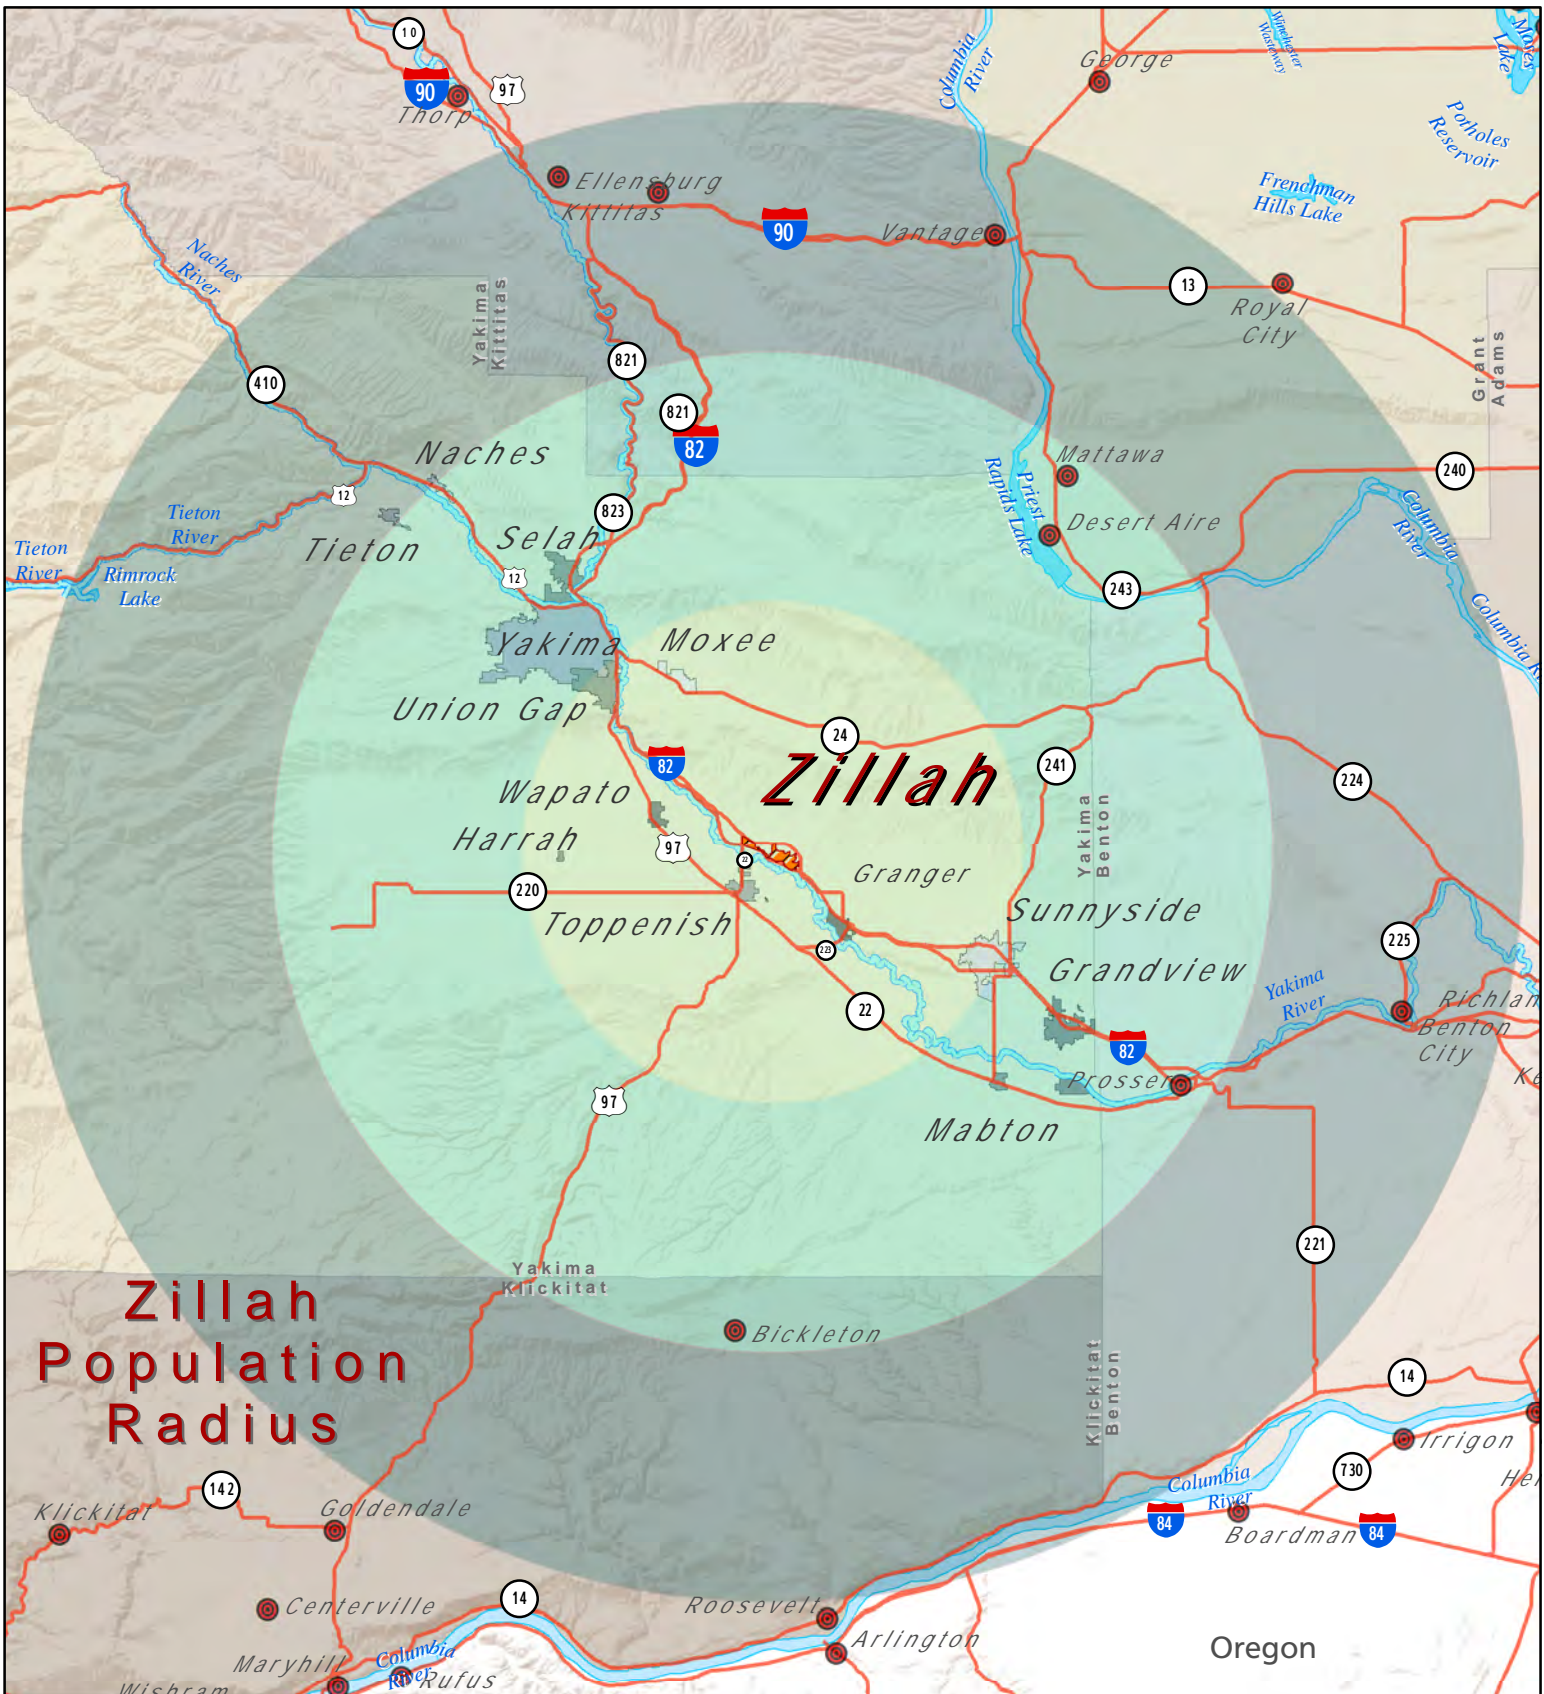 10
90
97
Thorp
Columbia
River
George
Winchester
Wasteway
Moses
Lake
Potholes
Reservoir
Ellensburg
Kittitas
90
Vantage
Frenchman
Hills Lake
Naches
River
13
Royal
City
Yakima
Kittitas
Grant
Adams
821
410
821
82
Naches
Mattawa
240
12
Priest
Rapids Lake
Tieton
River
823
Selah
Desert Aire
Columbia
River
Tieton
River
Tieton
Rimrock
Lake
12
243
Columbia R
Yakima
Moxee
Union Gap
24
82
Zillah
241
224
Wapato
Harrah
97
22
Yakima
Benton
Granger
220
Toppenish
Sunnyside
223
225
Grandview
22
Yakima
River
Richlan
Benton
City
82
Ke
Prosser
97
Mabton
221
Yakima
Klickitat
Zillah
Population
Radius
Bickleton
Klickitat
Benton
14
Irrigon
730
Columbia
River
Her
142
Klickitat
Goldendale
84
Boardman
84
14
Centerville
Roosevelt
Arlington
Oregon
Maryhill
Columbia
River
Rufus
Wishram